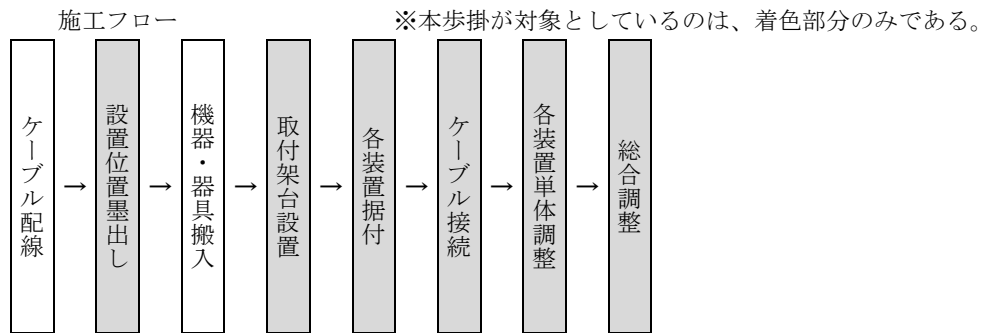 施工フロー
※本歩掛が対象としているのは、着色部分のみである。
ケーブル配線
→
設置位置墨出し
→
機器・器具搬入
→
取付架台設置
→
各装置据付
→
ケーブル接続
→
各装置単体調整
→
総合調整